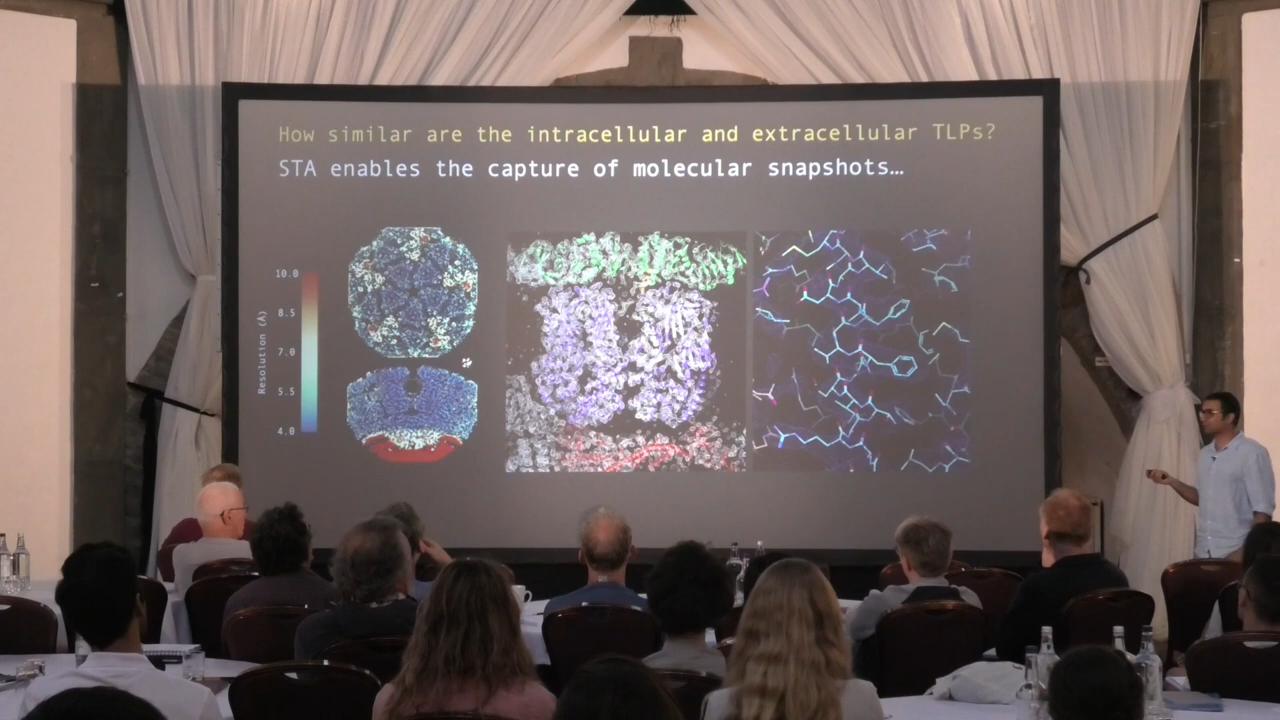 How similar are the intracellular and extracellular TLPs?
STA enables the capture of molecular snapshots…
Resolution (Å)
10.0
8.5
7.0
5.5
4.0